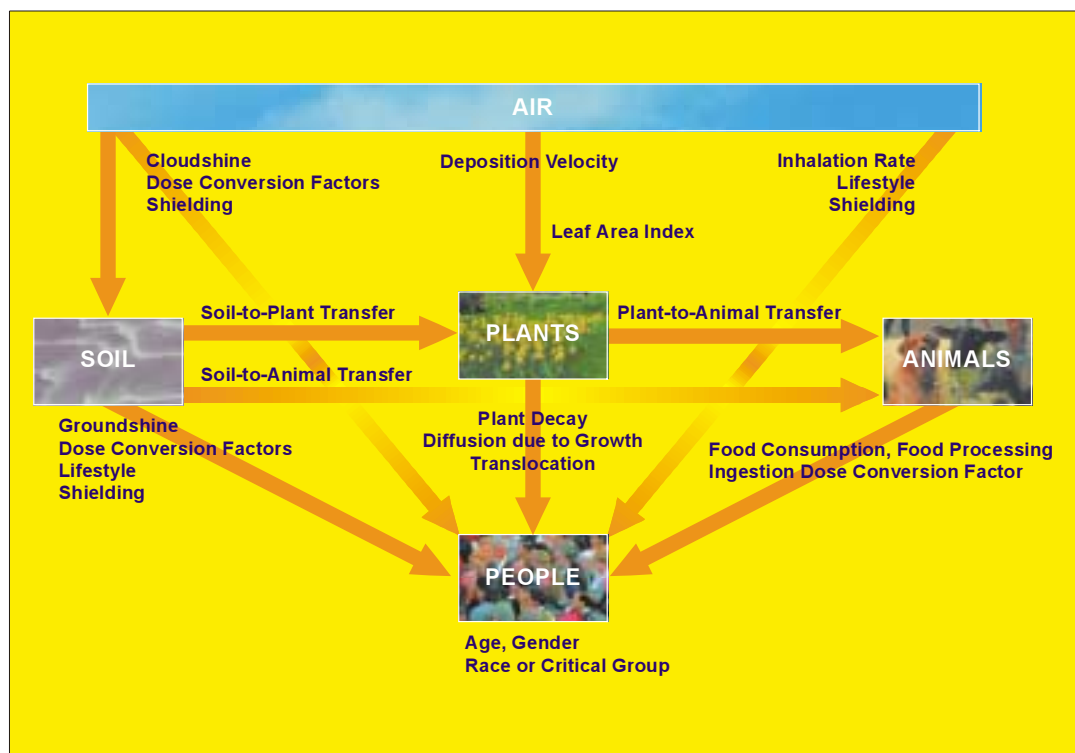 AIR
Cloudshine
Dose Conversion Factors
Shielding
Deposition Velocity
Inhalation Rate
Lifestyle
Shielding
Leaf Area Index
Soil-to-Plant Transfer
PLANTS
Plant-to-Animal Transfer
SOIL
ANIMALS
Soil-to-Animal Transfer
Groundshine
Dose Conversion Factors
Lifestyle
Shielding
Plant Decay
Diffusion due to Growth
Translocation
Food Consumption, Food Processing
Ingestion Dose Conversion Factor
PEOPLE
Age, Gender
Race or Critical Group